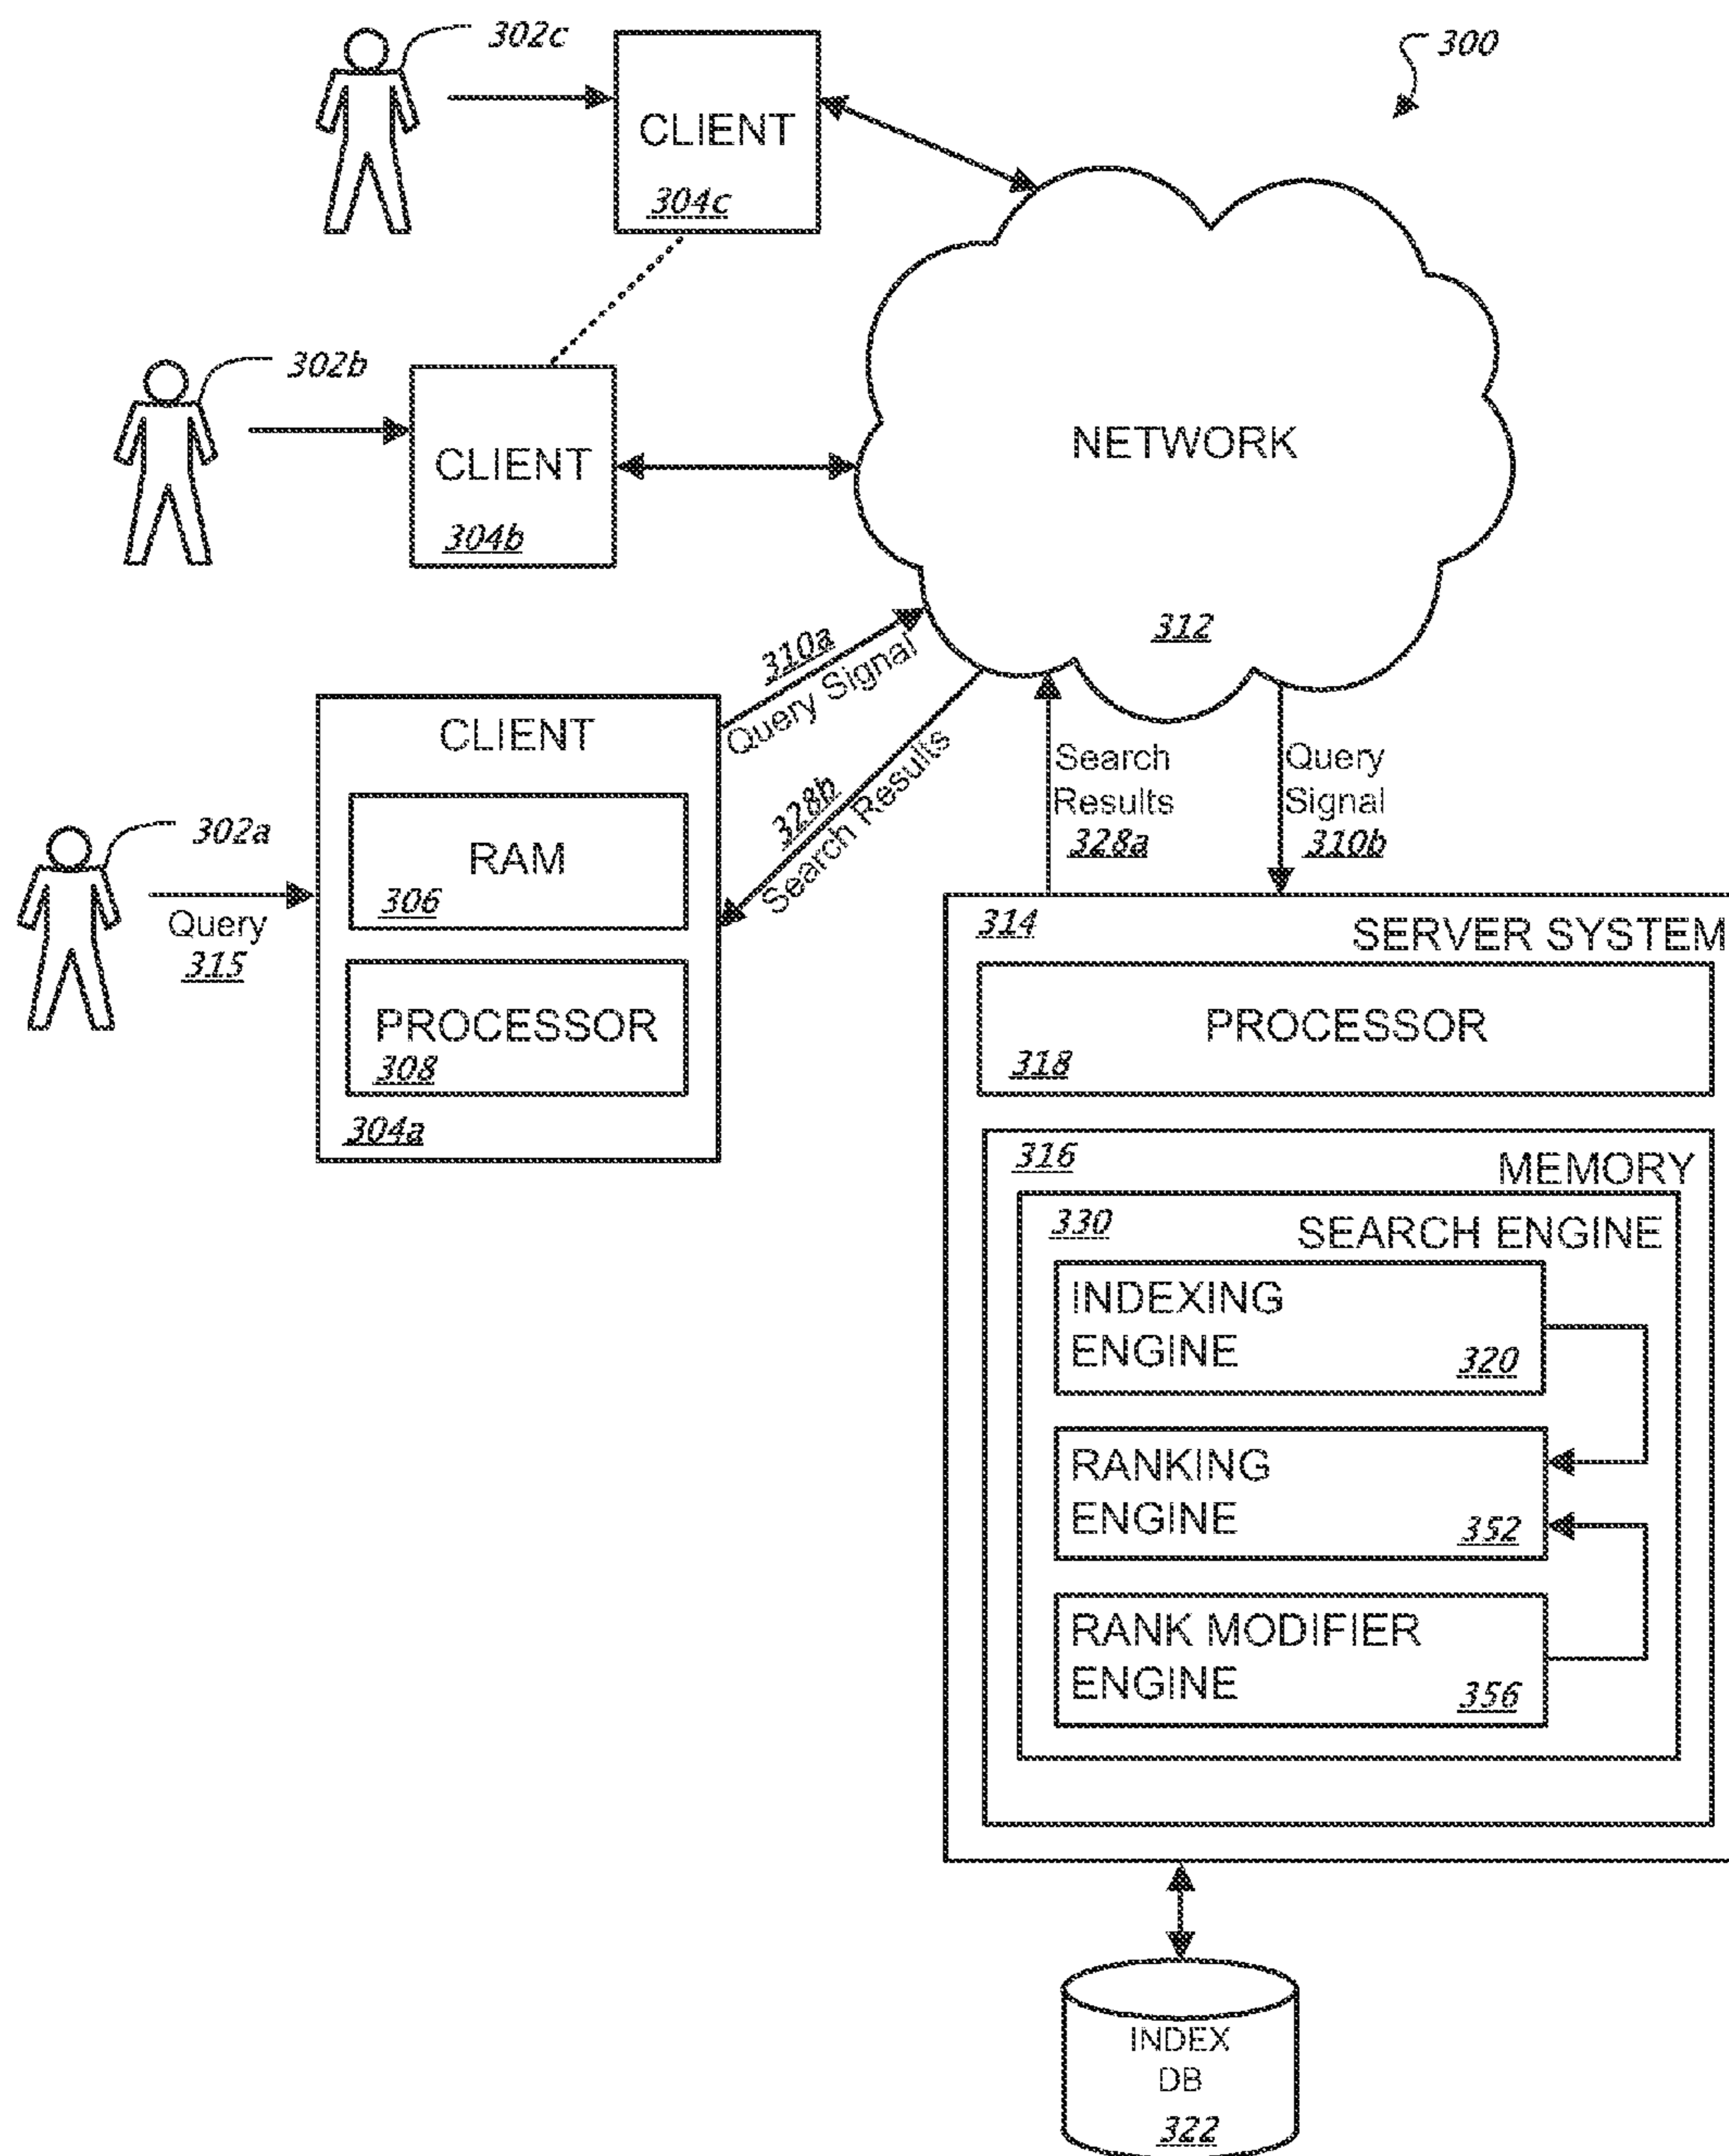 302c
300
CLIENT
304c
302b
CLIENT
304b
NETWORK
312
310a
Query Signal
328b
Search Results
Search
Results
328a
Query
Signal
310b
302a
Query
315
CLIENT
RAM
306
PROCESSOR
308
304a
314
SERVER SYSTEM
PROCESSOR
318
316
MEMORY
330
SEARCH ENGINE
INDEXING
ENGINE
320
RANKING
ENGINE
352
RANK MODIFIER
ENGINE
356
INDEX
DB
322